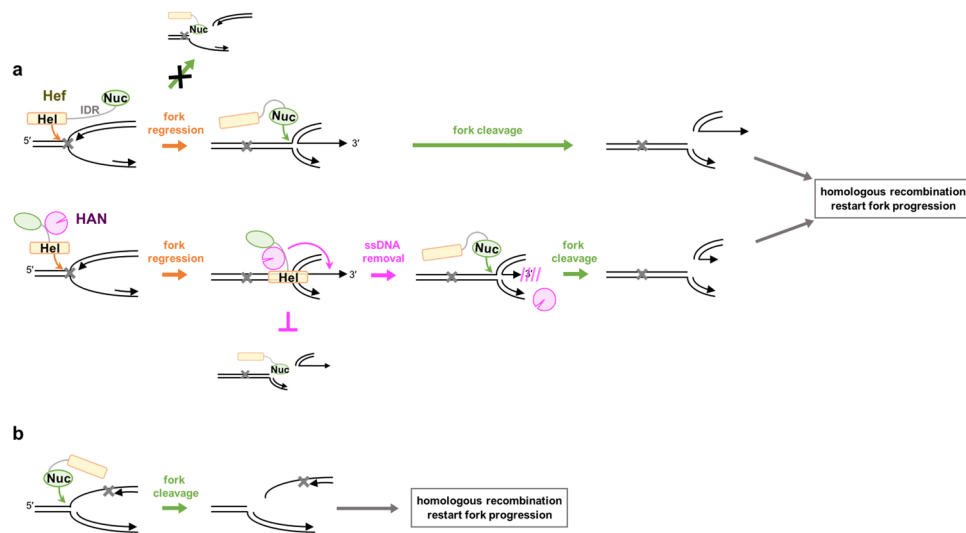 Nuc
a
Hef
Nuc
IDR
Hel
5′
fork
regression
Nuc
3′
fork cleavage
homologous recombination
restart fork progression
HAN
Hel
5′
fork
regression
Hel
3′
ssDNA
removal
Nuc
3′
fork
cleavage
Nuc
b
Nuc
5′
fork
cleavage
homologous recombination
restart fork progression